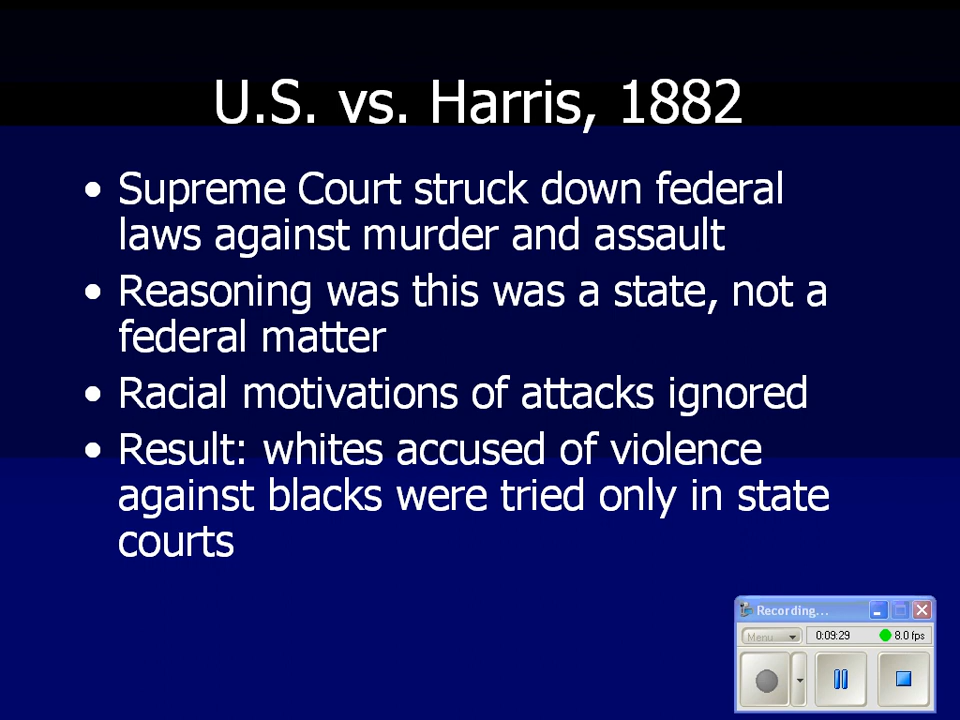 U.S. vs. Harris, 1882
• Supreme Court struck down federal
laws against murder and assault
• Reasoning was this was a state, not a
federal matter
• Racial motivations of attacks ignored
• Result: whites accused of violence
against blacks were tried only in state
courts
Recording...
Menu 0:09:29 8.0 fps